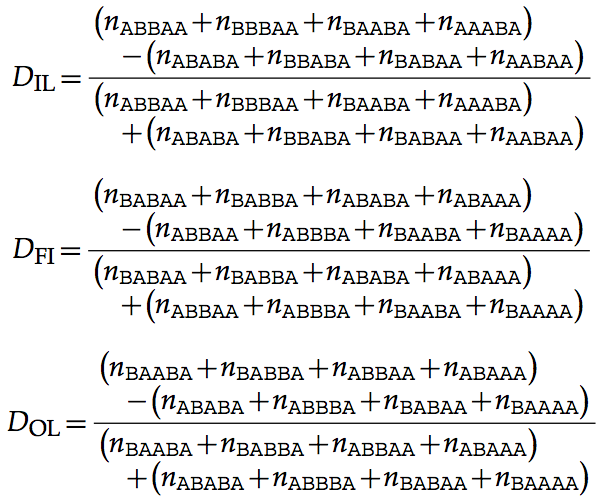 (n_ABBAA + n_BBBAA + n_BAABA + n_AAABA)
−(n_ABABA + n_BBABA + n_BABAA + n_AABAA)
D_IL =
(n_ABBAA + n_BBBAA + n_BAABA + n_AAABA)
+(n_ABABA + n_BBABA + n_BABAA + n_AABAA)
(n_BABAA + n_BABBA + n_ABABA + n_ABAAA)
−(n_ABBAA + n_ABBBA + n_BAABA + n_BAAAA)
D_FI =
(n_BABAA + n_BABBA + n_ABABA + n_ABAAA)
+(n_ABBAA + n_ABBBA + n_BAABA + n_BAAAA)
(n_BAABA + n_BABBA + n_ABBAA + n_ABAAA)
−(n_ABABA + n_ABBBA + n_BABAA + n_BAAAA)
D_OL =
(n_BAABA + n_BABBA + n_ABBAA + n_ABAAA)
+(n_ABABA + n_ABBBA + n_BABAA + n_BAAAA)